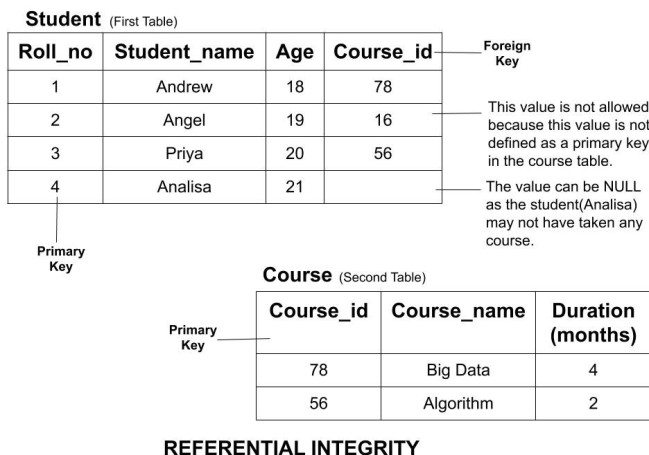 Student (First Table)
Roll_no Student_name Age Course_id
Foreign
Key
1 Andrew 18 78
2 Angel 19 16
3 Priya 20 56
4 Analisa 21
This value is not allowed
because this value is not
defined as a primary key
in the course table.
The value can be NULL
as the student(Analisa)
may not have taken any
course.
Primary
Key
Course (Second Table)
Course_id Course_name Duration
(months)
Primary
Key
78 Big Data 4
56 Algorithm 2
REFERENTIAL INTEGRITY